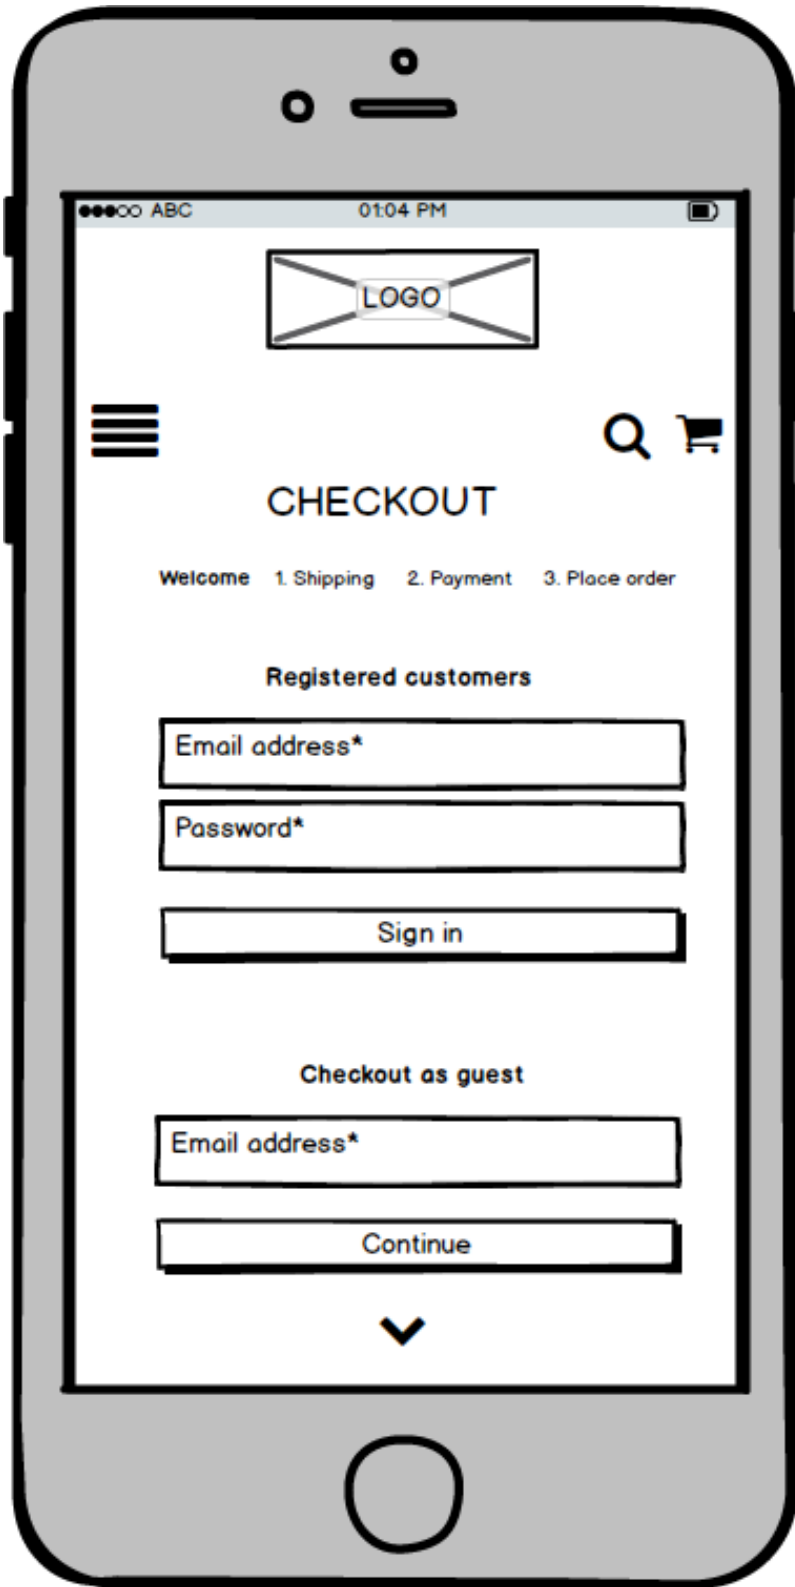 ABC 01:04 PM
LOGO
CHECKOUT
Welcome 1. Shipping 2. Payment 3. Place order
Registered customers
Email address*
Password*
Sign in
Checkout as guest
Email address*
Continue